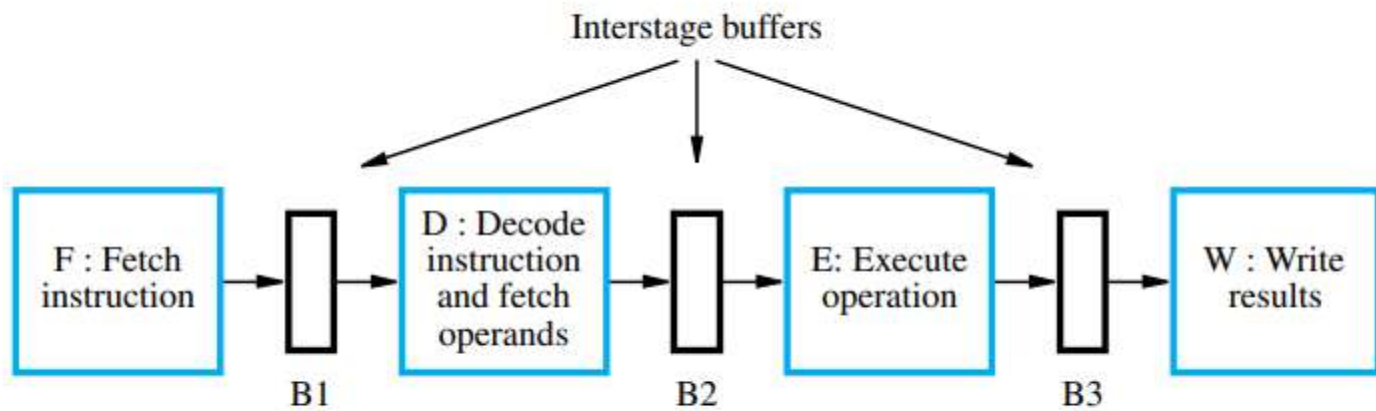 Interstage buffers
F : Fetch
instruction
D : Decode
instruction
and fetch
operands
E: Execute
operation
W : Write
results
B1
B2
B3